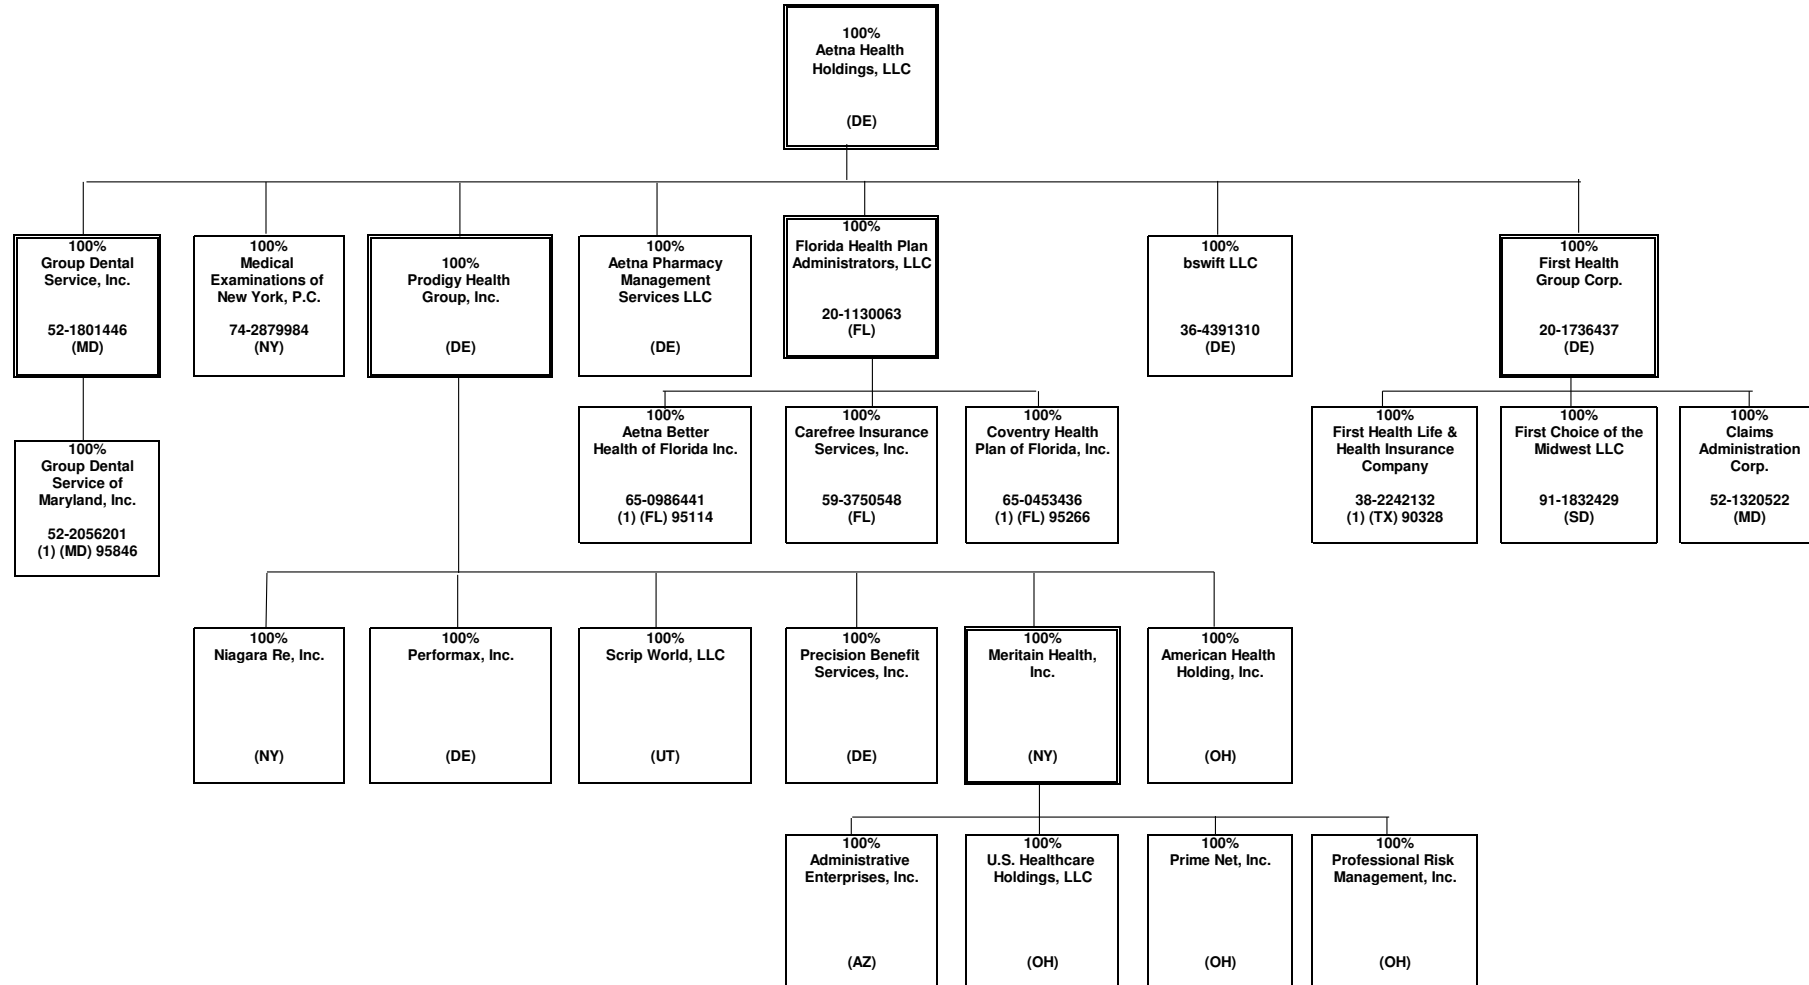 100%
Aetna Health
Holdings, LLC
(DE)
100%
Group Dental
Service, Inc.
52-1801446
(MD)
100%
Medical
Examinations of
New York, P.C.
74-2879984
(NY)
100%
Prodigy Health
Group, Inc.
(DE)
100%
Aetna Pharmacy
Management
Services LLC
(DE)
100%
Florida Health Plan
Administrators, LLC
20-1130063
(FL)
100%
bswift LLC
36-4391310
(DE)
100%
First Health
Group Corp.
20-1736437
(DE)
100%
Group Dental
Service of
Maryland, Inc.
52-2056201
(1) (MD) 95846
100%
Aetna Better
Health of Florida Inc.
65-0986441
(1) (FL) 95114
100%
Carefree Insurance
Services, Inc.
59-3750548
(FL)
100%
Coventry Health
Plan of Florida, Inc.
65-0453436
(1) (FL) 95266
100%
First Health Life &
Health Insurance
Company
38-2242132
(1) (TX) 90328
100%
First Choice of the
Midwest LLC
91-1832429
(SD)
100%
Claims
Administration
Corp.
52-1320522
(MD)
100%
Niagara Re, Inc.
(NY)
100%
Performax, Inc.
(DE)
100%
Scrip World, LLC
(UT)
100%
Precision Benefit
Services, Inc.
(DE)
100%
Meritain Health,
Inc.
(NY)
100%
American Health
Holding, Inc.
(OH)
100%
Administrative
Enterprises, Inc.
(AZ)
100%
U.S. Healthcare
Holdings, LLC
(OH)
100%
Prime Net, Inc.
(OH)
100%
Professional Risk
Management, Inc.
(OH)